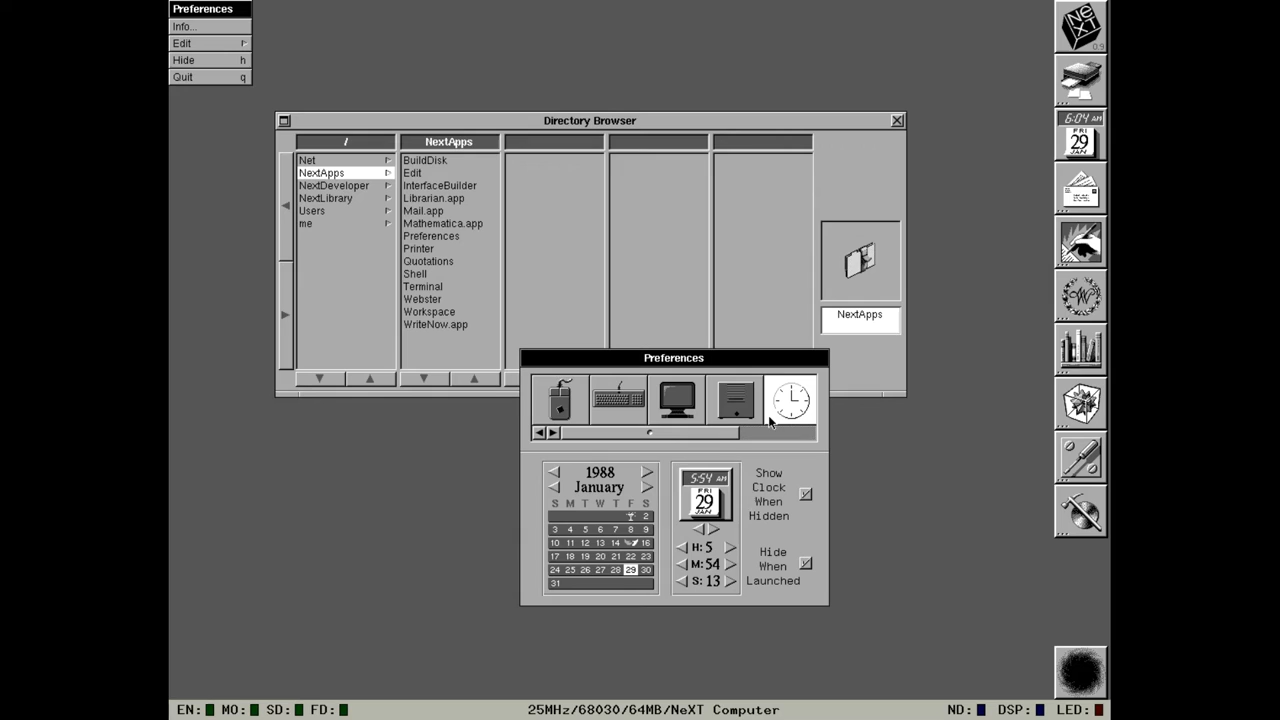 Preferences
Info...
Edit
Hide h
Quit q
NeXT
0.9
6:04 AM
FRI
29
JAN
Directory Browser
/ NextApps
Net
NextApps
NextDeveloper
NextLibrary
Users
me
BuildDisk
Edit
InterfaceBuilder
Librarian.app
Mail.app
Mathematica.app
Preferences
Printer
Quotations
Shell
Terminal
Webster
Workspace
WriteNow.app
NextApps
Preferences
1988
January
S M T W T F S
2
3 4 5 6 7 8 9
10 11 12 13 14 16
17 18 19 20 21 22 23
24 25 26 27 28 29 30
31
5:54 AM
FRI
29
JAN
H: 5
M: 54
S: 13
Show
Clock
When
Hidden
Hide
When
Launched
EN: MO: SD: FD: 25MHz/68030/64MB/NeXT Computer ND: DSP: LED: